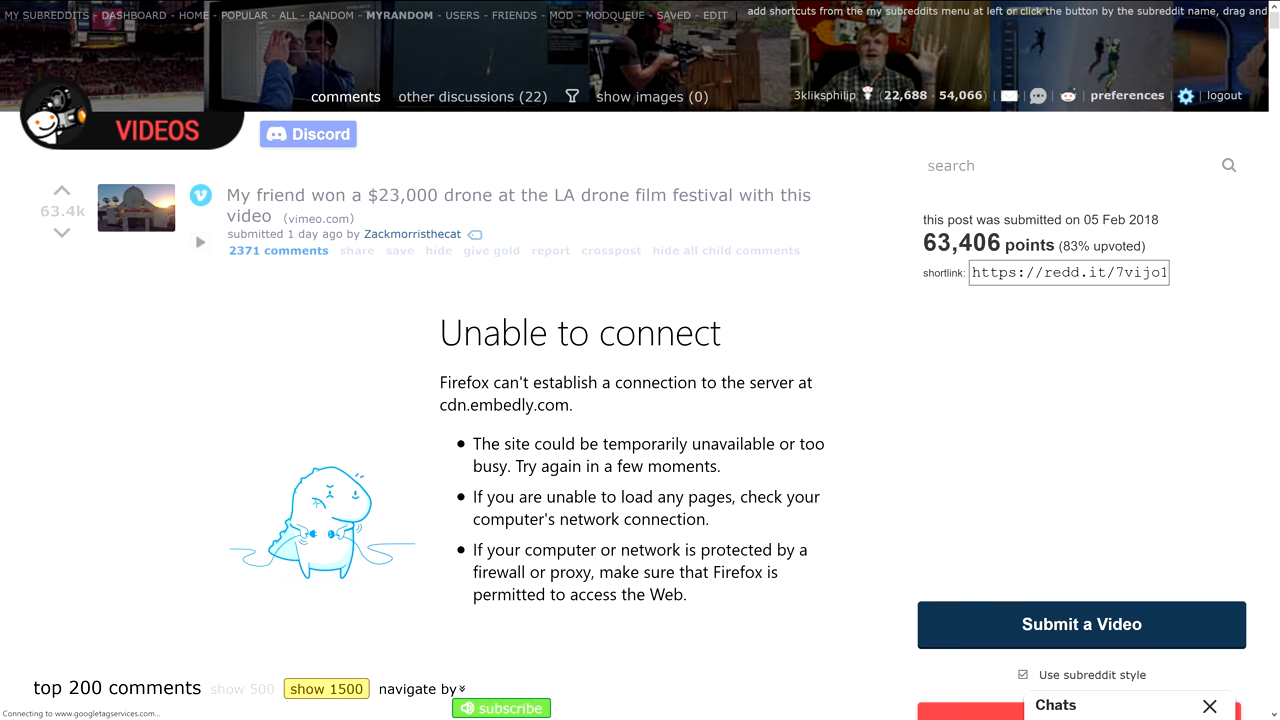 MY SUBREDDITS - DASHBOARD - HOME - POPULAR - ALL - RANDOM - MYRANDOM - USERS - FRIENDS - MOD - MODQUEUE - SAVED - EDIT
add shortcuts from the my subreddits menu at left or click the button by the subreddit name, drag and
comments other discussions (22) show images (0)
3kliksphilip (22,688 · 54,066) | | preferences | | logout
VIDEOS
Discord
search
63.4k
My friend won a $23,000 drone at the LA drone film festival with this
video (vimeo.com)
submitted 1 day ago by Zackmorristhecat
2371 comments share save hide give gold report crosspost hide all child comments
this post was submitted on 05 Feb 2018
63,406 points (83% upvoted)
shortlink: https://redd.it/7vijo1
Unable to connect
Firefox can't establish a connection to the server at
cdn.embedly.com.
• The site could be temporarily unavailable or too
busy. Try again in a few moments.
• If you are unable to load any pages, check your
computer's network connection.
• If your computer or network is protected by a
firewall or proxy, make sure that Firefox is
permitted to access the Web.
Submit a Video
Use subreddit style
top 200 comments show 500 show 1500 navigate by
subscribe
Chats
Connecting to www.googletagservices.com...